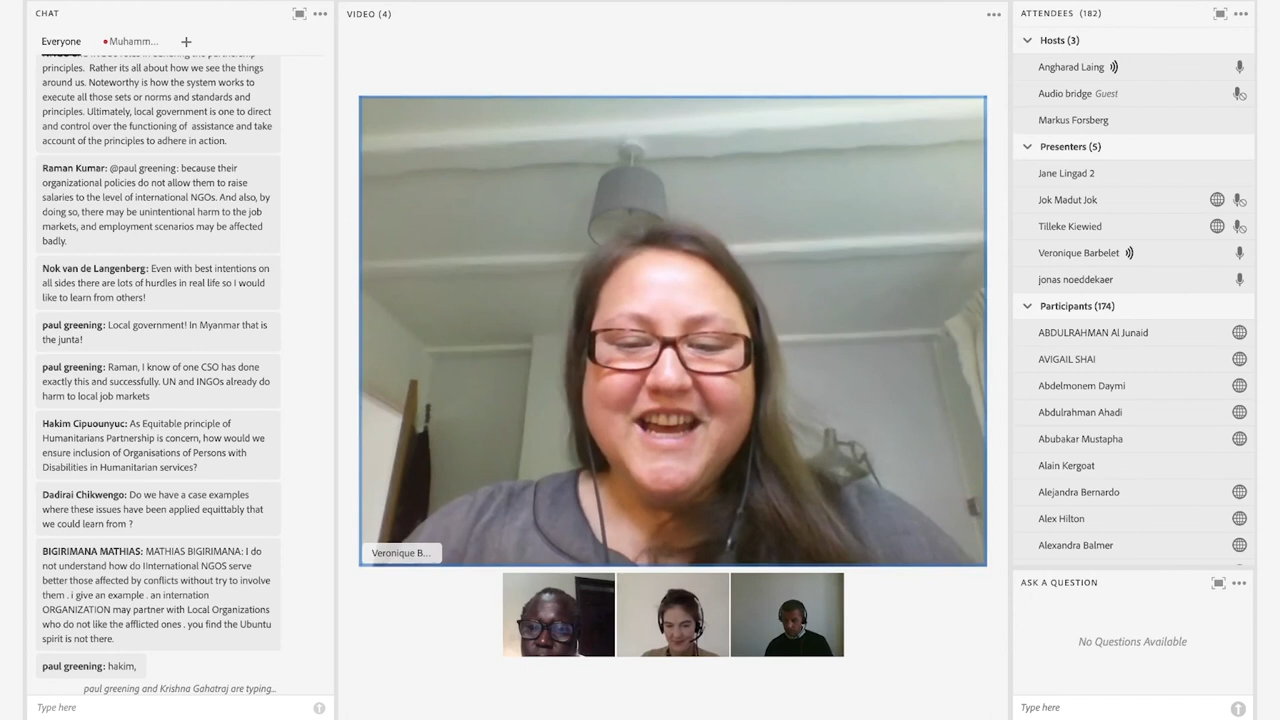 CHAT
Everyone
Muhamm...
principles. Rather its all about how we see the things
around us. Noteworthy is how the system works to
execute all those sets or norms and standards and
principles. Ultimately, local government is one to direct
and control over the functioning of assistance and take
account of the principles to adhere in action.
Raman Kumar: @paul greening: because their
organizational policies do not allow them to raise
salaries to the level of international NGOs. And also, by
doing so, there may be unintentional harm to the job
markets, and employment scenarios may be affected
badly.
Nok van de Langenberg: Even with best intentions on
all sides there are lots of hurdles in real life so I would
like to learn from others!
paul greening: Local government! In Myanmar that is
the junta!
paul greening: Raman, I know of one CSO has done
exactly this and successfully. UN and INGOs already do
harm to local job markets
Hakim Cipuounyuc: As Equitable principle of
Humanitarians Partnership is concern, how would we
ensure inclusion of Organisations of Persons with
Disabilities in Humanitarian services?
Dadirai Chikwengo: Do we have a case examples
where these issues have been applied equittably that
we could learn from ?
BIGIRIMANA MATHIAS: MATHIAS BIGIRIMANA: I do
not understand how do IInternational NGOS serve
better those affected by conflicts without try to involve
them . i give an example . an internation
ORGANIZATION may partner with Local Organizations
who do not like the afflicted ones . you find the Ubuntu
spirit is not there.
paul greening: hakim,
paul greening and Krishna Gahatraj are typing...
Type here
VIDEO (4)
Veronique B...
ATTENDEES (182)
Hosts (3)
Angharad Laing
Audio bridge Guest
Markus Forsberg
Presenters (5)
Jane Lingad 2
Jok Madut Jok
Tilleke Kiewied
Veronique Barbelet
jonas noeddekaer
Participants (174)
ABDULRAHMAN Al Junaid
AVIGAIL SHAI
Abdelmonem Daymi
Abdulrahman Ahadi
Abubakar Mustapha
Alain Kergoat
Alejandra Bernardo
Alex Hilton
Alexandra Balmer
ASK A QUESTION
No Questions Available
Type here